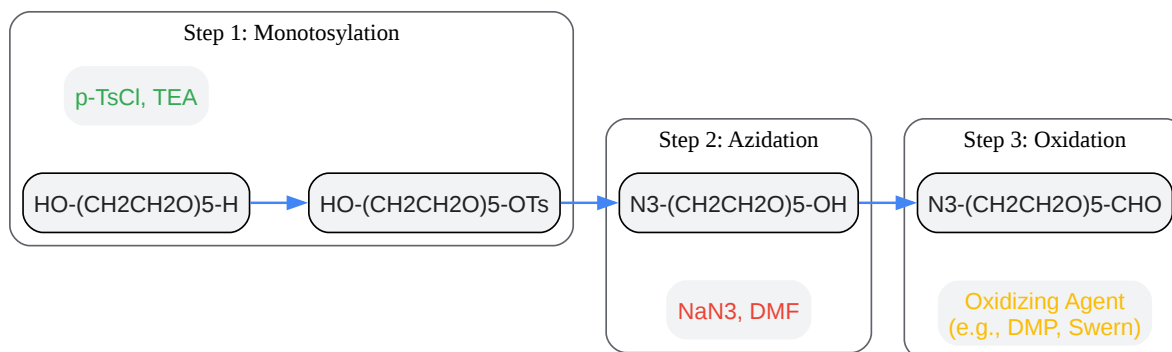 Step 1: Monotosylation
p-TsCl, TEA
HO-(CH2CH2O)5-H
HO-(CH2CH2O)5-OTs
Step 2: Azidation
N3-(CH2CH2O)5-OH
NaN3, DMF
Step 3: Oxidation
N3-(CH2CH2O)5-CHO
Oxidizing Agent
(e.g., DMP, Swern)